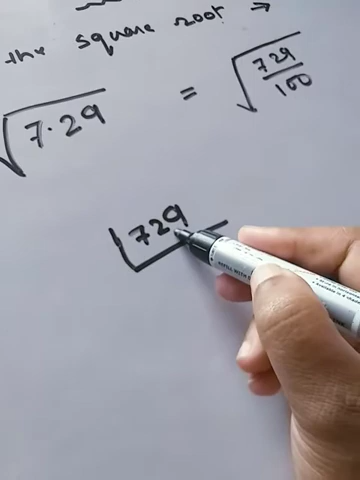 the square root →
√7.29 = √729/100
729